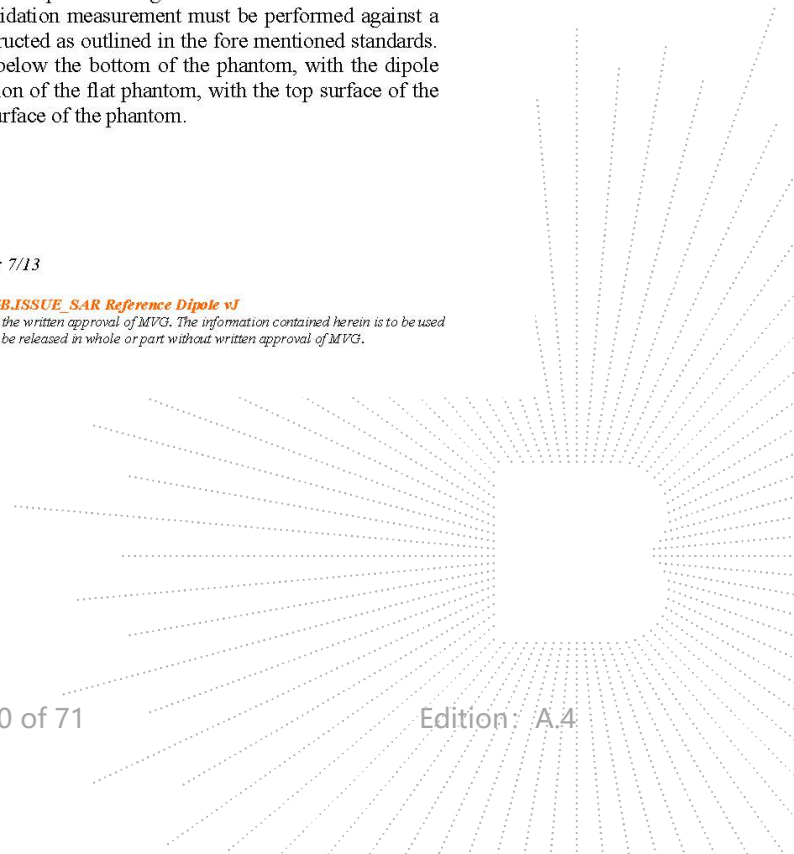 idation measurement must be performed against a
ructed as outlined in the fore mentioned standards.
below the bottom of the phantom, with the dipole
ion of the flat phantom, with the top surface of the
urface of the phantom.
: 7/13
B.ISSUE_SAR Reference Dipole vJ
the written approval of MVG. The information contained herein is to be used
be released in whole or part without written approval of MVG.
0 of 71
Edition: A.4